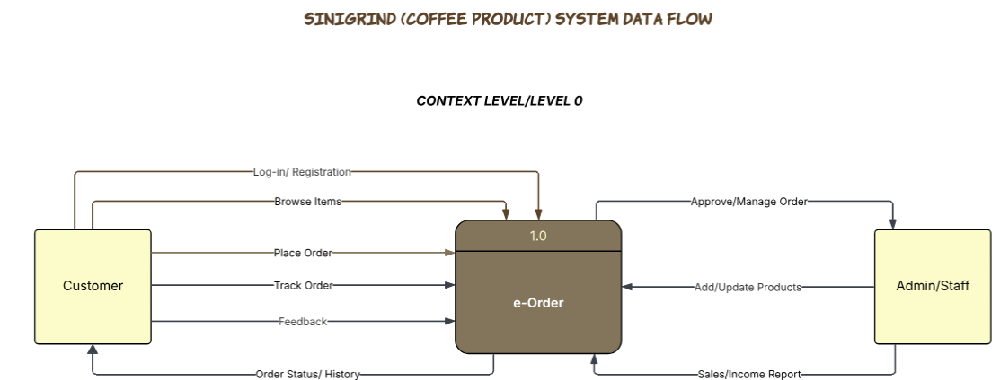 SINIGRIND (COFFEE PRODUCT) SYSTEM DATA FLOW
CONTEXT LEVEL/LEVEL 0
Log-in/ Registration
Browse Items
Approve/Manage Order
1.0
Place Order
Customer
Track Order
Add/Update Products
Admin/Staff
e-Order
Feedback
Order Status/ History
Sales/Income Report